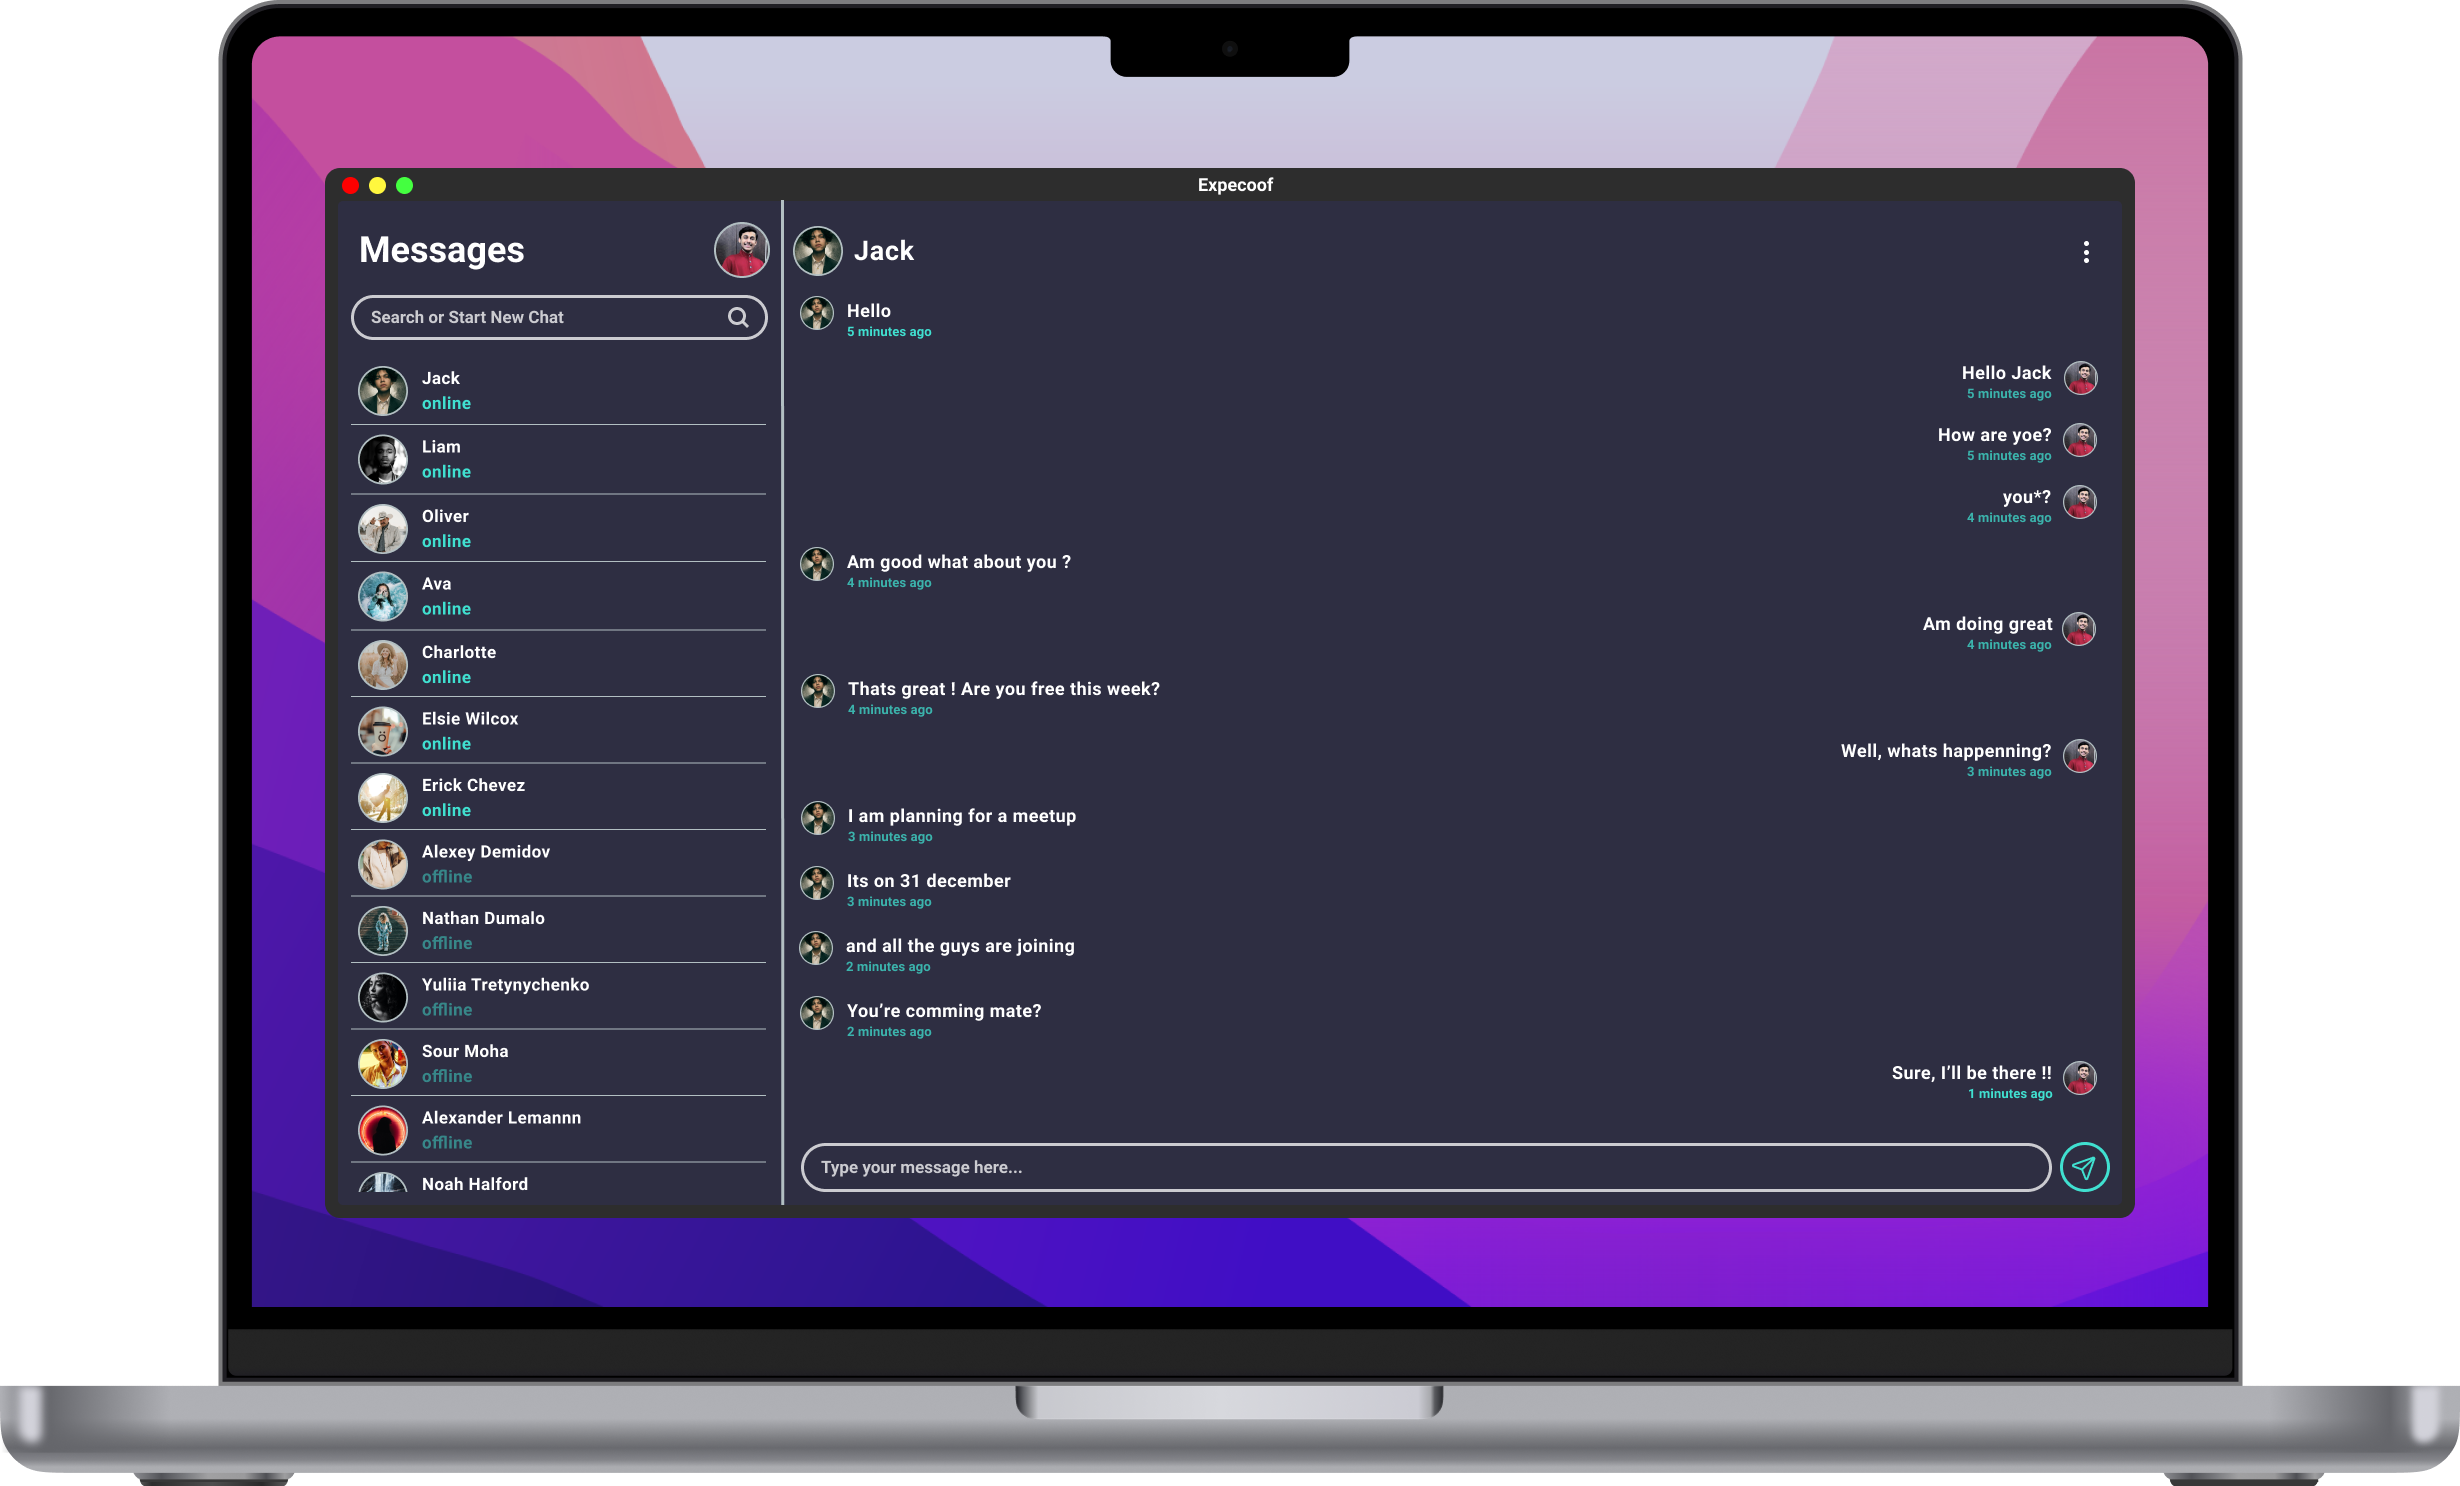 Expecoof
Messages
Search or Start New Chat
Jack
online
Liam
online
Oliver
online
Ava
online
Charlotte
online
Elsie Wilcox
online
Erick Chevez
online
Alexey Demidov
offline
Nathan Dumalo
offline
Yuliia Tretynychenko
offline
Sour Moha
offline
Alexander Lemannn
offline
Noah Halford
Jack
Hello
5 minutes ago
Hello Jack
5 minutes ago
How are yoe?
5 minutes ago
you*?
4 minutes ago
Am good what about you ?
4 minutes ago
Am doing great
4 minutes ago
Thats great ! Are you free this week?
4 minutes ago
Well, whats happenning?
3 minutes ago
I am planning for a meetup
3 minutes ago
Its on 31 december
3 minutes ago
and all the guys are joining
2 minutes ago
You’re comming mate?
2 minutes ago
Sure, I’ll be there !!
1 minutes ago
Type your message here...